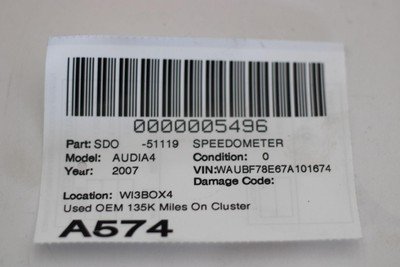 0000005496
Part: SDO -51119 SPEEDOMETER
Model: AUDIA4 Condition: 0
Year: 2007 VIN:WAUBF78E67A101674
Damage Code:
Location: WI3BOX4
Used OEM 135K Miles On Cluster
A574